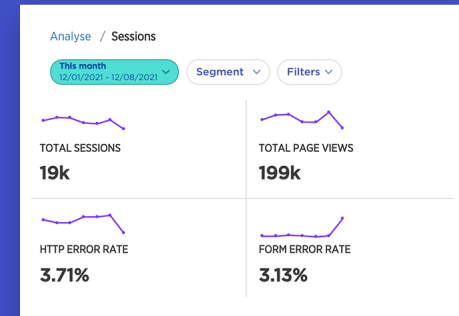 Analyse / Sessions
This month
12/01/2021 - 12/08/2021
Segment
Filters
TOTAL SESSIONS
19k
TOTAL PAGE VIEWS
199k
HTTP ERROR RATE
3.71%
FORM ERROR RATE
3.13%